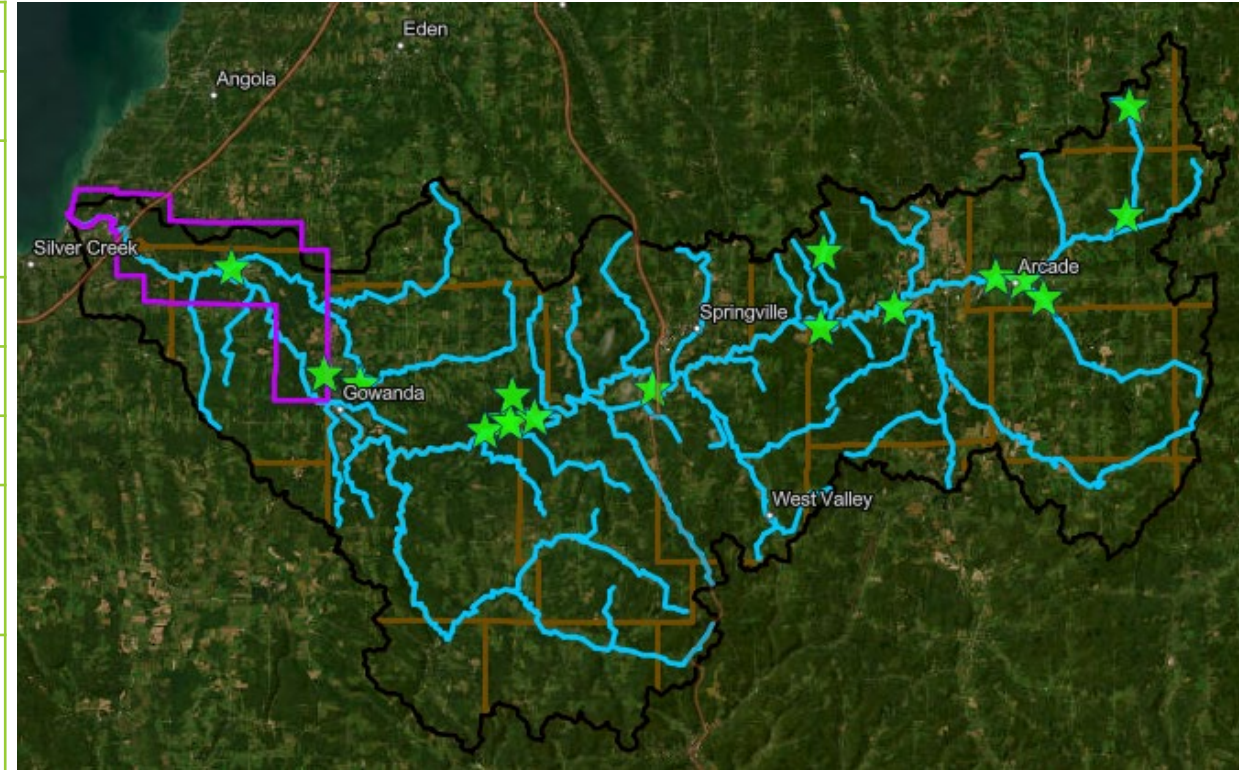 Eden
Angola
Silver Creek
Arcade
Springville
Gowanda
West Valley